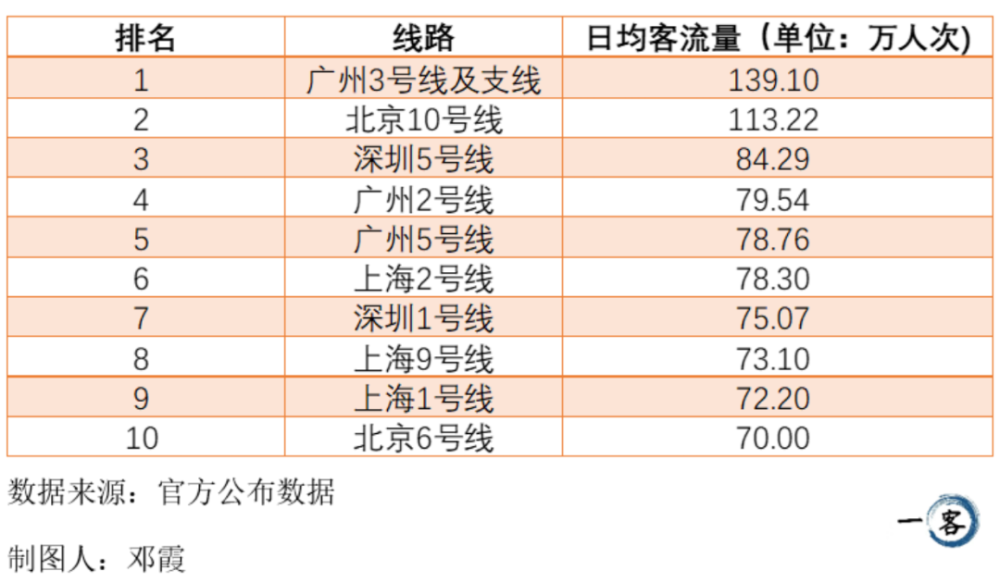 排名 线路 日均客流量（单位：万人次)
1 广州3号线及支线 139.10
2 北京10号线 113.22
3 深圳5号线 84.29
4 广州2号线 79.54
5 广州5号线 78.76
6 上海2号线 78.30
7 深圳1号线 75.07
8 上海9号线 73.10
9 上海1号线 72.20
10 北京6号线 70.00
数据来源：官方公布数据
一客
制图人：邓霞